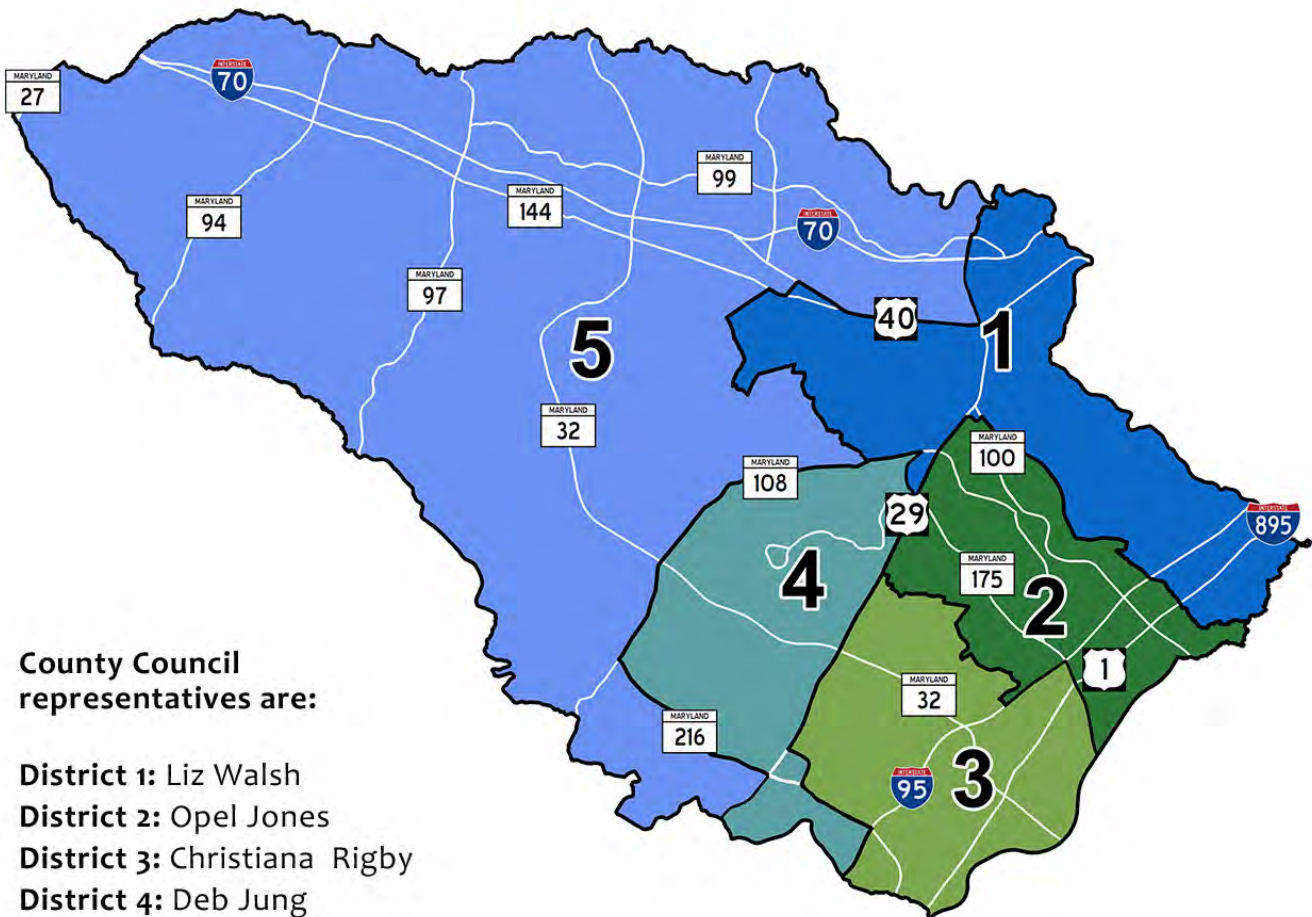 MARYLAND
27
INTERSTATE
70
MARYLAND
94
MARYLAND
97
MARYLAND
144
MARYLAND
99
INTERSTATE
70
40
1
5
MARYLAND
32
MARYLAND
108
MARYLAND
100
29
INTERSTATE
895
4
MARYLAND
175
2
1
MARYLAND
32
MARYLAND
216
INTERSTATE
95
3
County Council
representatives are:
District 1: Liz Walsh
District 2: Opel Jones
District 3: Christiana Rigby
District 4: Deb Jung